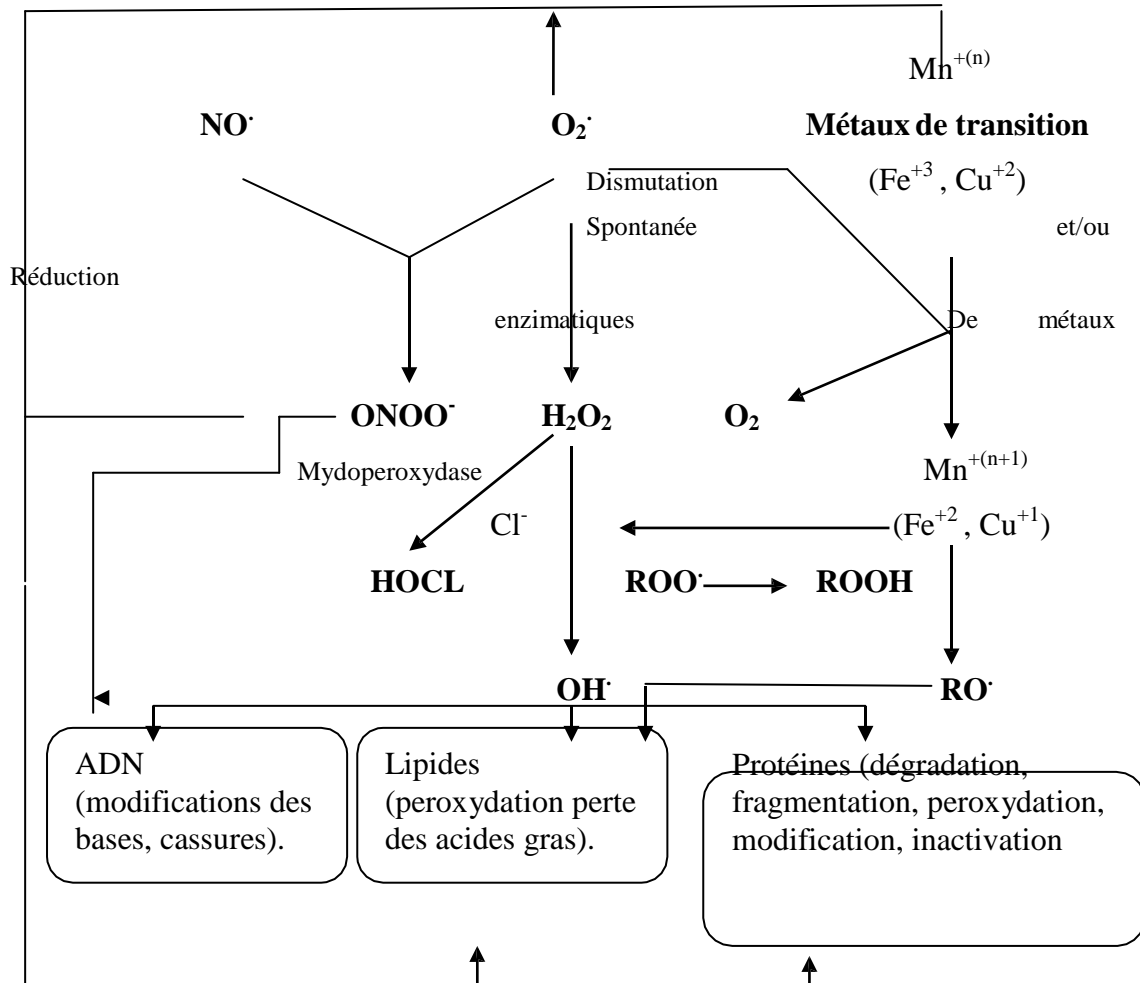 Mn⁺⁽ⁿ⁾
NO· O₂· Métaux de transition
Dismutation (Fe⁺³ , Cu⁺²)
Spontanée et/ou
Réduction
enzimatiques De métaux
ONOO⁻ H₂O₂ O₂
Mydoperoxydase Mn⁺⁽ⁿ⁺¹⁾
Cl⁻ (Fe⁺² , Cu⁺¹)
HOCL ROO· ROOH
OH· RO·
ADN
(modifications des
bases, cassures).
Lipides
(peroxydation perte
des acides gras).
Protéines (dégradation,
fragmentation, peroxydation,
modification, inactivation